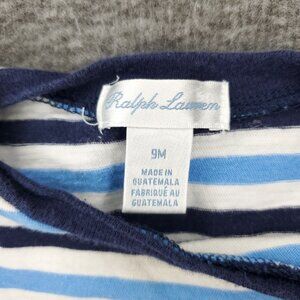 Ralph Lauren
9M
MADE IN
GUATEMALA
FABRIQUÉ AU
GUATEMALA